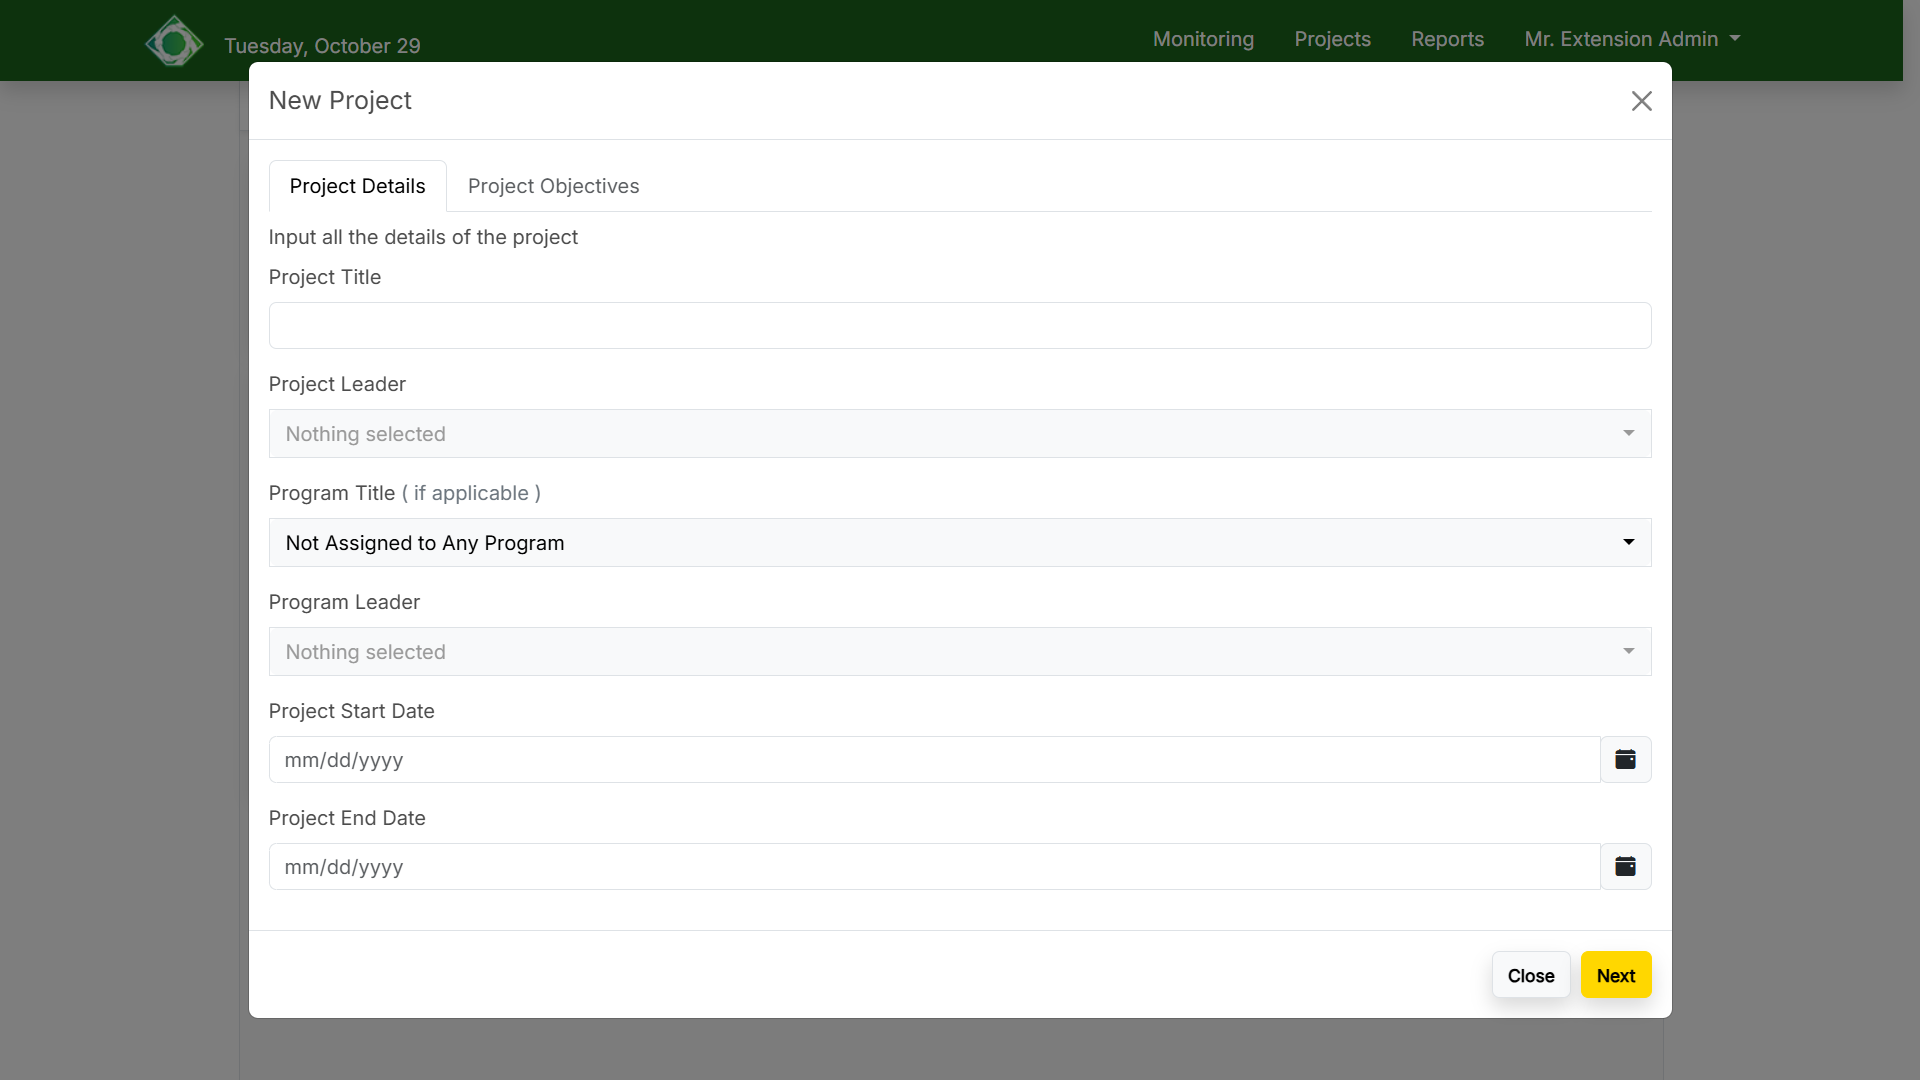 Tuesday, October 29
Monitoring
Projects
Reports
Mr. Extension Admin
New Project
Project Details
Project Objectives
Input all the details of the project
Project Title
Project Leader
Nothing selected
Program Title ( if applicable )
Not Assigned to Any Program
Program Leader
Nothing selected
Project Start Date
mm/dd/yyyy
Project End Date
mm/dd/yyyy
Close
Next